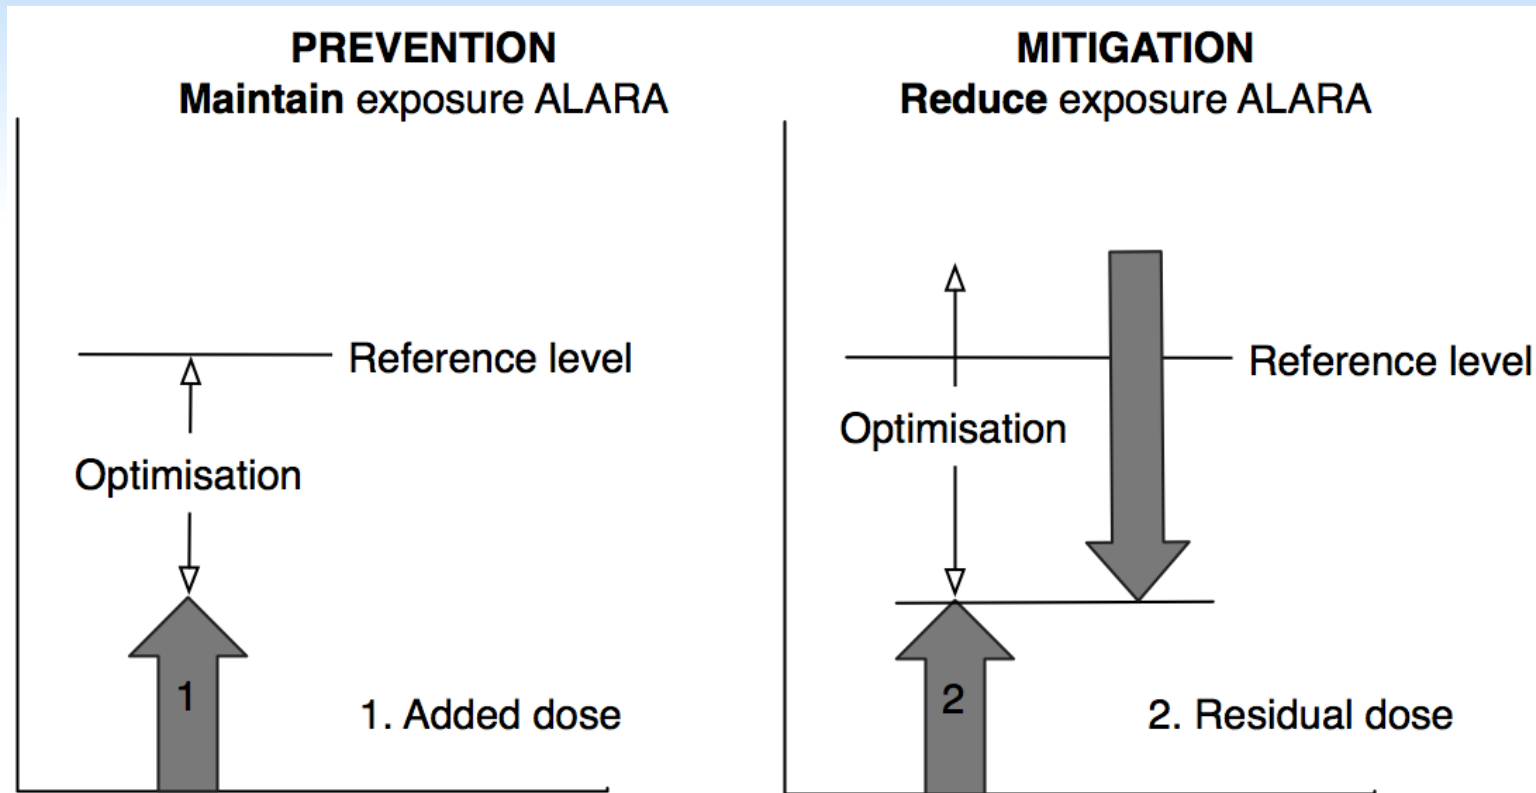 PREVENTION
Maintain exposure ALARA
Reference level
Optimisation
1
1. Added dose
MITIGATION
Reduce exposure ALARA
Reference level
Optimisation
2
2. Residual dose